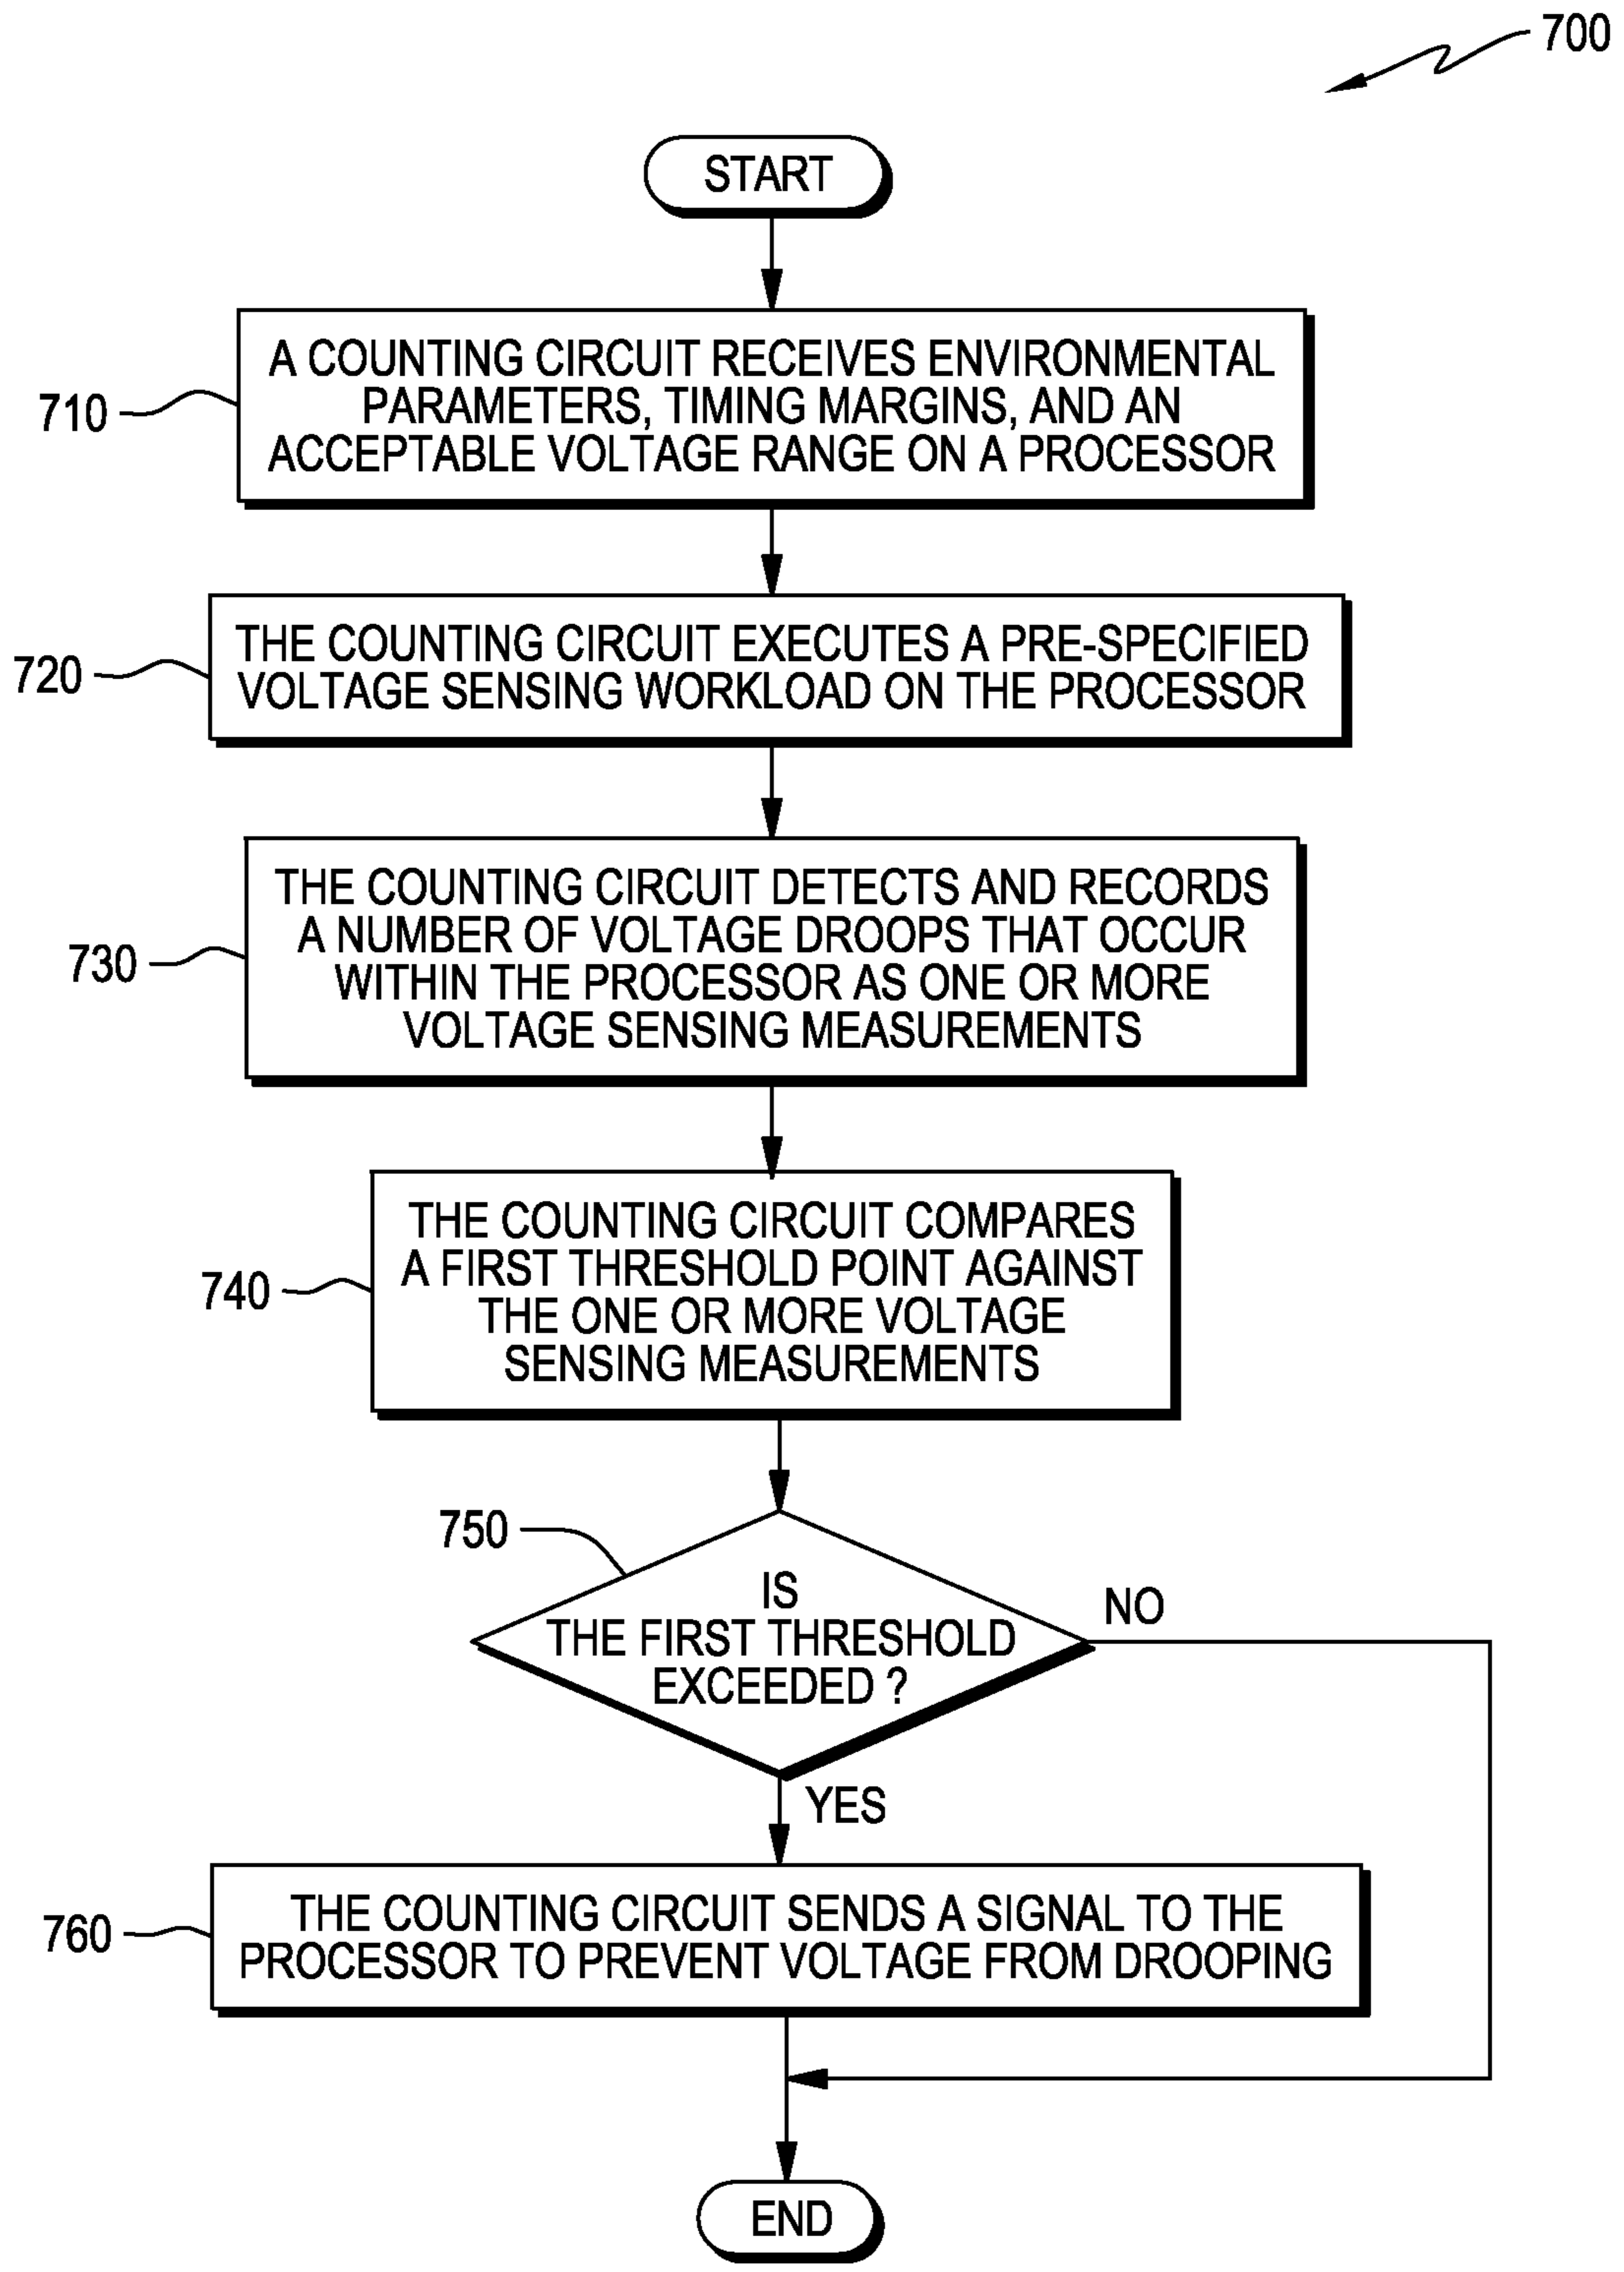 700
START
710
A COUNTING CIRCUIT RECEIVES ENVIRONMENTAL
PARAMETERS, TIMING MARGINS, AND AN
ACCEPTABLE VOLTAGE RANGE ON A PROCESSOR
720
THE COUNTING CIRCUIT EXECUTES A PRE-SPECIFIED
VOLTAGE SENSING WORKLOAD ON THE PROCESSOR
730
THE COUNTING CIRCUIT DETECTS AND RECORDS
A NUMBER OF VOLTAGE DROOPS THAT OCCUR
WITHIN THE PROCESSOR AS ONE OR MORE
VOLTAGE SENSING MEASUREMENTS
740
THE COUNTING CIRCUIT COMPARES
A FIRST THRESHOLD POINT AGAINST
THE ONE OR MORE VOLTAGE
SENSING MEASUREMENTS
750
IS
THE FIRST THRESHOLD
EXCEEDED ?
NO
YES
760
THE COUNTING CIRCUIT SENDS A SIGNAL TO THE
PROCESSOR TO PREVENT VOLTAGE FROM DROOPING
END